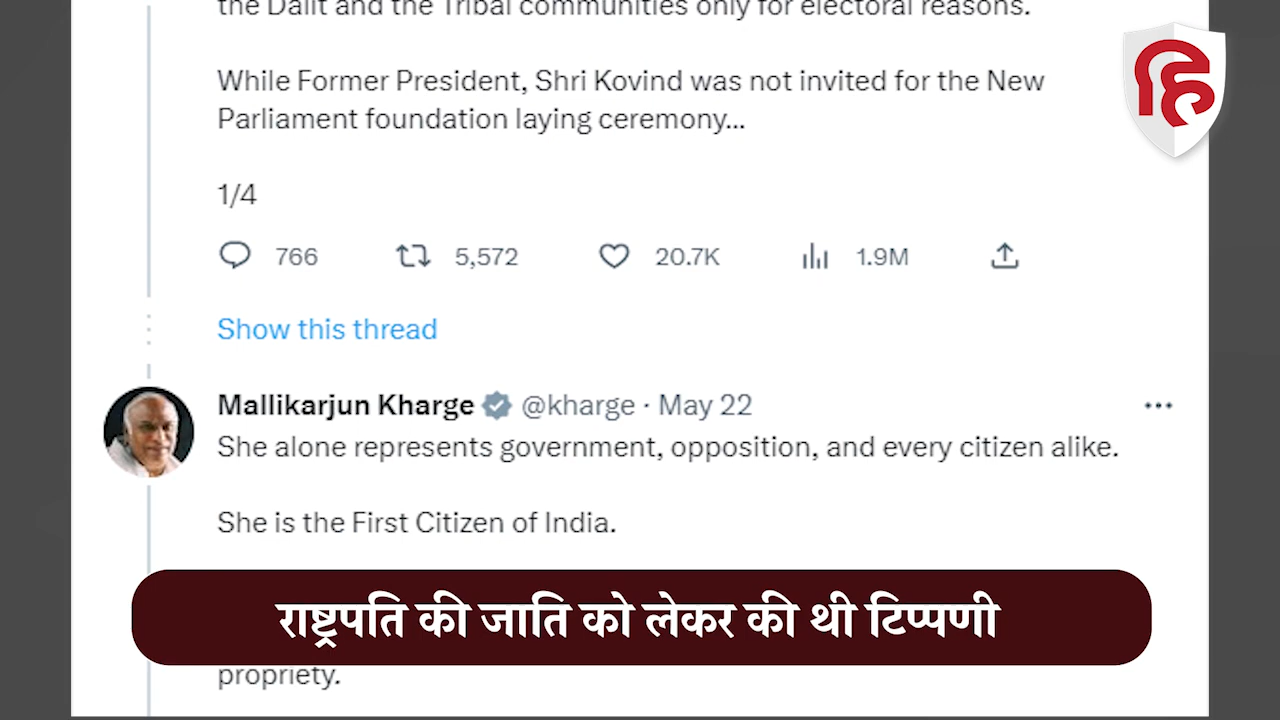 the Dalit and the Tribal communities only for electoral reasons.
While Former President, Shri Kovind was not invited for the New
Parliament foundation laying ceremony...
1/4
766 5,572 20.7K 1.9M
Show this thread
Mallikarjun Kharge @kharge · May 22
She alone represents government, opposition, and every citizen alike.
She is the First Citizen of India.
राष्ट्रपति की जाति को लेकर की थी टिप्पणी
propriety.
हि